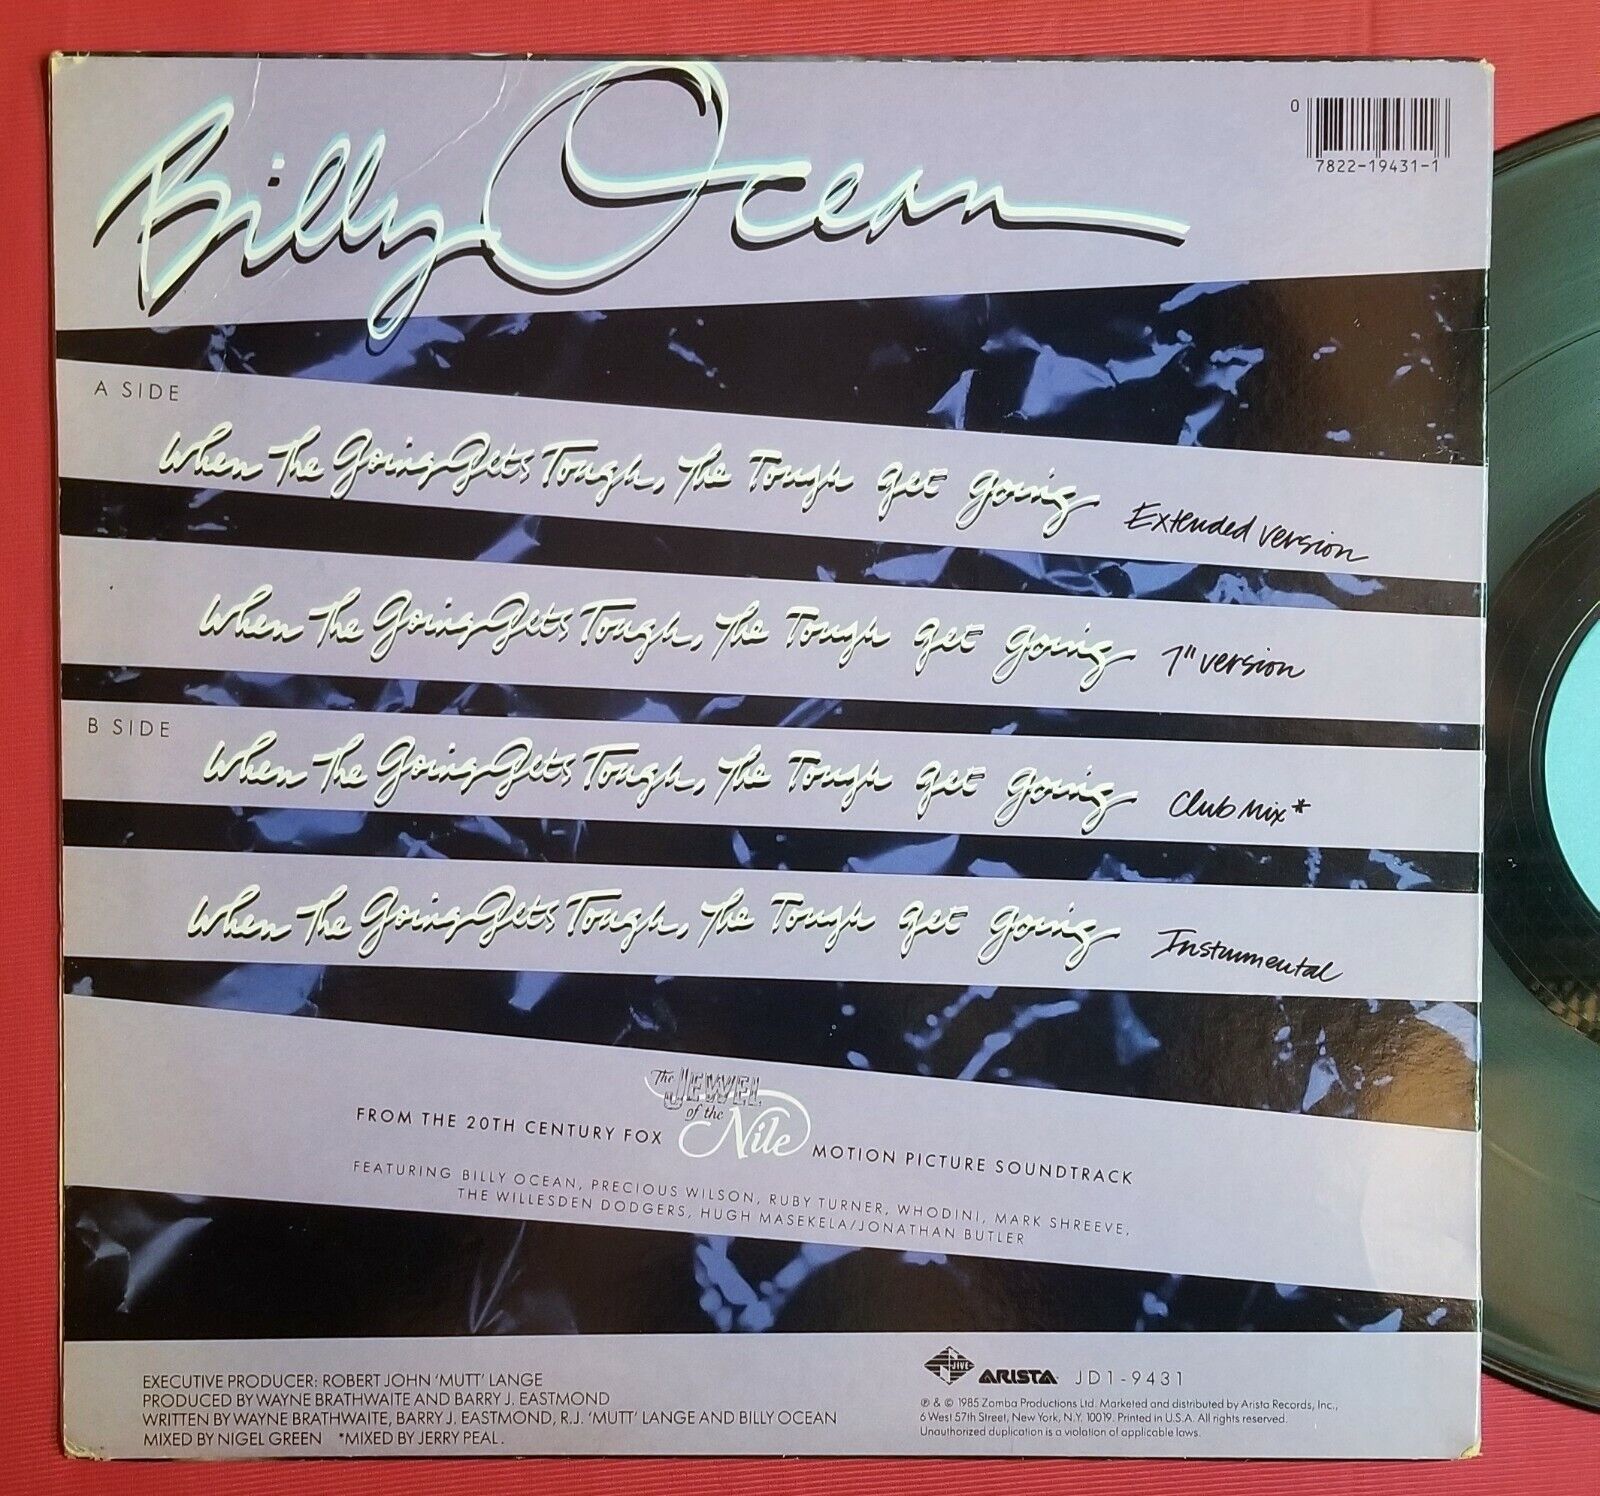 Billy Ocean
0
7822-19431-1
A SIDE
When The Going Gets Tough, The Tough Get Going Extended Version
When The Going Gets Tough, The Tough Get Going 7" version
B SIDE
When The Going Gets Tough, The Tough Get Going Club Mix*
When The Going Gets Tough, The Tough Get Going Instrumental
FROM THE 20TH CENTURY FOX The JEWEL of the Nile MOTION PICTURE SOUNDTRACK
FEATURING BILLY OCEAN, PRECIOUS WILSON, RUBY TURNER, WHODINI, MARK SHREEVE,
THE WILLESDEN DODGERS, HUGH MASEKELA/JONATHAN BUTLER
EXECUTIVE PRODUCER: ROBERT JOHN 'MUTT' LANGE
PRODUCED BY WAYNE BRATHWAITE AND BARRY J. EASTMOND
WRITTEN BY WAYNE BRATHWAITE, BARRY J. EASTMOND, R.J. 'MUTT' LANGE AND BILLY OCEAN
MIXED BY NIGEL GREEN *MIXED BY JERRY PEAL.
JIVE ARISTA JD1-9431
℗ & © 1985 Zomba Productions Ltd. Marketed and distributed by Arista Records, Inc.,
6 West 57th Street, New York, N.Y. 10019. Printed in U.S.A. All rights reserved.
Unauthorized duplication is a violation of applicable laws.